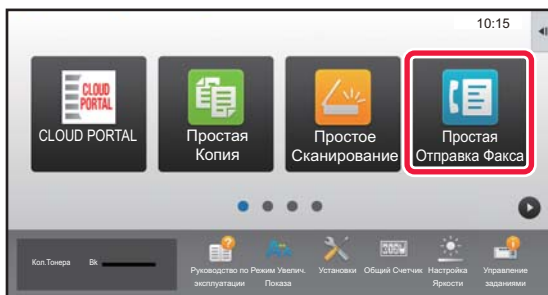 10:15
CLOUD
PORTAL
CLOUD PORTAL
Простая
Копия
Простое
Сканирование
Простая
Отправка Факса
Кол.Тонера Bk
Руководство по
эксплуатации
Режим Увелич.
Показа
Установки
Общий Счетчик
Настройка
Яркости
Управление
заданиями